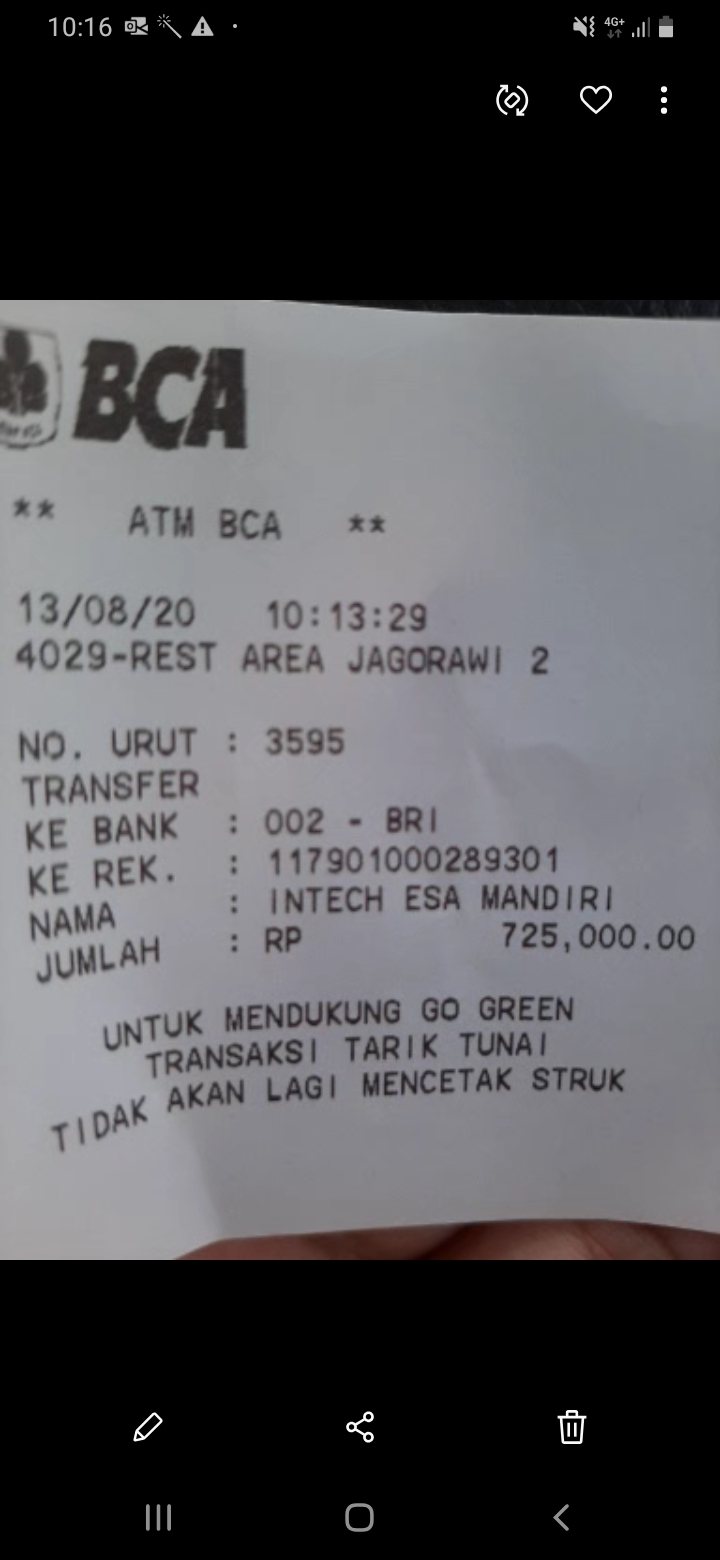 10:16
4G+
BCA
** ATM BCA **
13/08/20 10:13:29
4029-REST AREA JAGORAWI 2
NO. URUT : 3595
TRANSFER
KE BANK : 002 - BRI
KE REK. : 117901000289301
NAMA : INTECH ESA MANDIRI
JUMLAH : RP 725,000.00
UNTUK MENDUKUNG GO GREEN
TRANSAKSI TARIK TUNAI
TIDAK AKAN LAGI MENCETAK STRUK